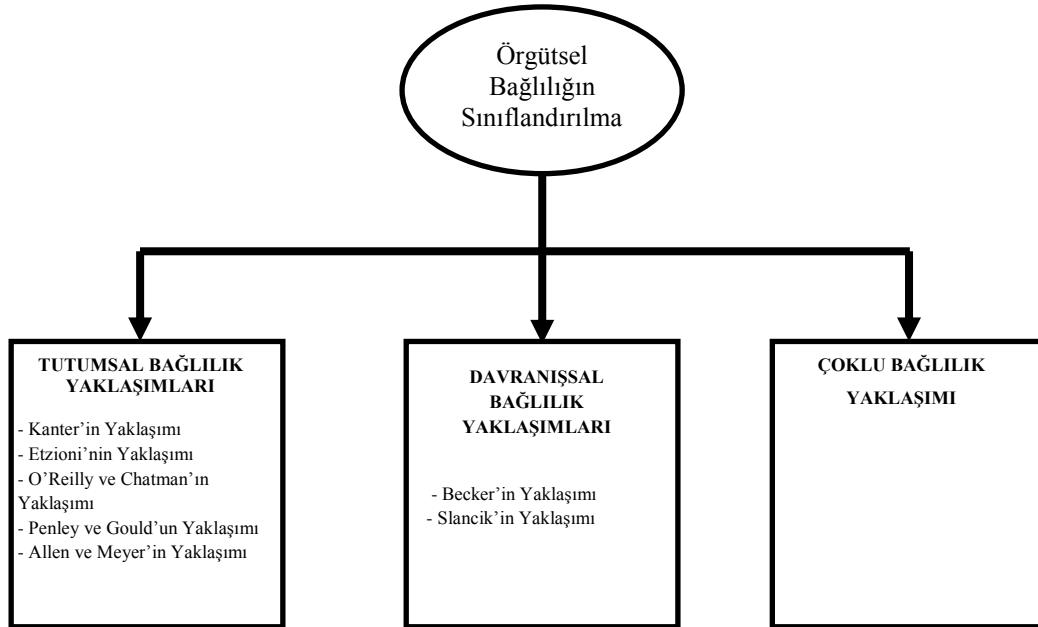 Örgütsel
Bağlılığın
Sınıflandırılma
TUTUMSAL BAĞLILIK
YAKLAŞIMLARI
- Kanter’in Yaklaşımı
- Etzioni’nin Yaklaşımı
- O’Reilly ve Chatman’ın
Yaklaşımı
- Penley ve Gould’un Yaklaşımı
- Allen ve Meyer’in Yaklaşımı
DAVRANIŞSAL
BAĞLILIK
YAKLAŞIMLARI
- Becker’in Yaklaşımı
- Slancik’in Yaklaşımı
ÇOKLU BAĞLILIK
YAKLAŞIMI